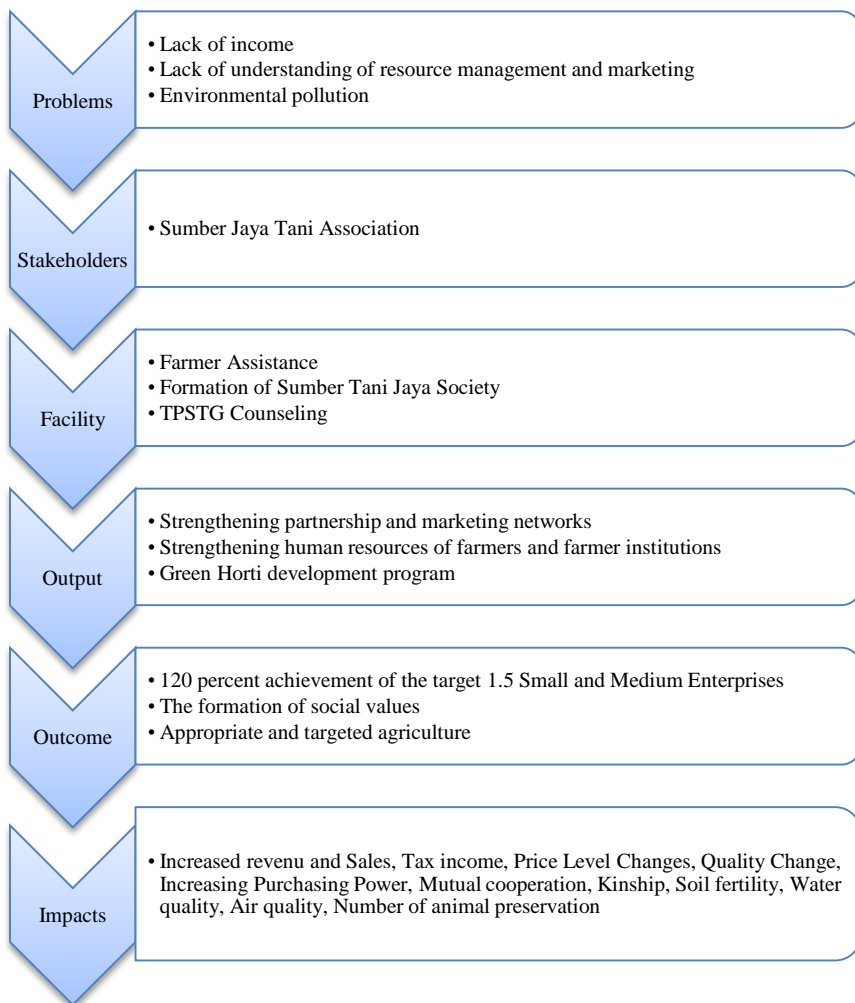 Problems
• Lack of income
• Lack of understanding of resource management and marketing
• Environmental pollution
Stakeholders
• Sumber Jaya Tani Association
Facility
• Farmer Assistance
• Formation of Sumber Tani Jaya Society
• TPSTG Counseling
Output
• Strengthening partnership and marketing networks
• Strengthening human resources of farmers and farmer institutions
• Green Horti development program
Outcome
• 120 percent achievement of the target 1.5 Small and Medium Enterprises
• The formation of social values
• Appropriate and targeted agriculture
Impacts
• Increased revenu and Sales, Tax income, Price Level Changes, Quality Change,
Increasing Purchasing Power, Mutual cooperation, Kinship, Soil fertility, Water
quality, Air quality, Number of animal preservation